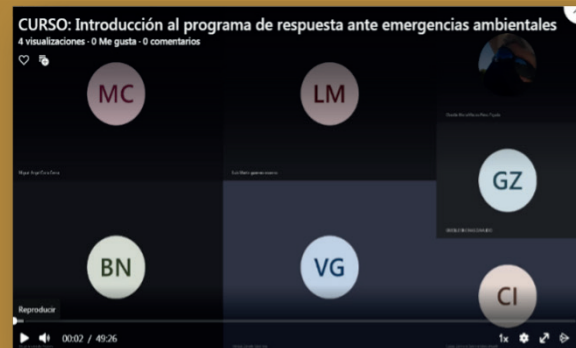 CURSO: Introducción al programa de respuesta ante emergencias ambientales
4 visualizaciones · 0 Me gusta · 0 comentarios
MC
LM
GZ
BN
VG
CI
Reproducir
00:02 / 49:26
1x